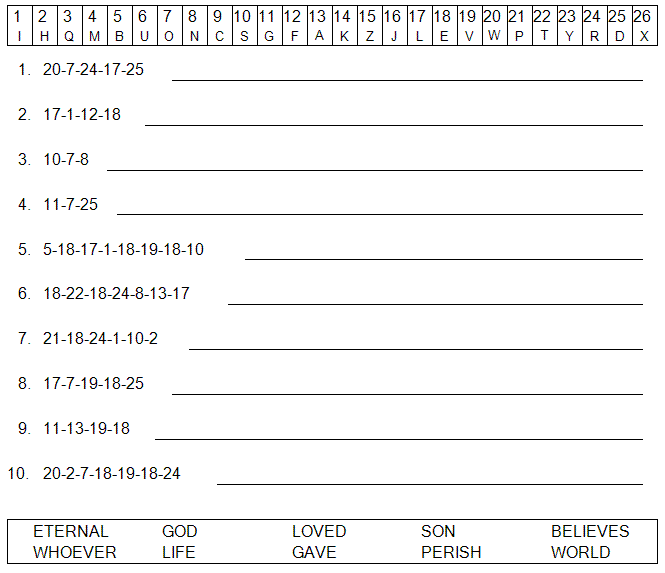 1 2 3 4 5 6 7 8 9 10 11 12 13 14 15 16 17 18 19 20 21 22 23 24 25 26
I H Q M B U O N C S G F A K Z J L E V W P T Y R D X
1. 20-7-24-17-25
2. 17-1-12-18
3. 10-7-8
4. 11-7-25
5. 5-18-17-1-18-19-18-10
6. 18-22-18-24-8-13-17
7. 21-18-24-1-10-2
8. 17-7-19-18-25
9. 11-13-19-18
10. 20-2-7-18-19-18-24
ETERNAL GOD LOVED SON BELIEVES
WHOEVER LIFE GAVE PERISH WORLD